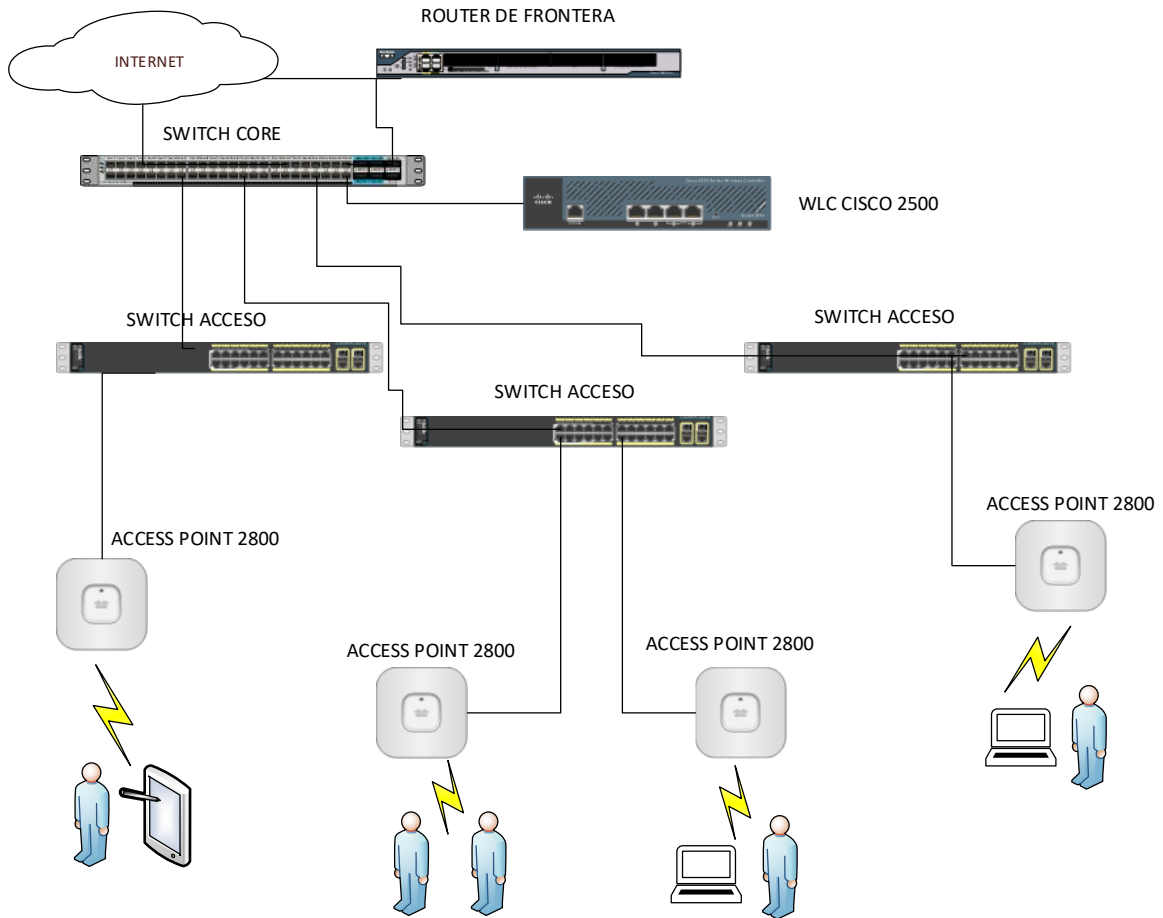 ROUTER DE FRONTERA
INTERNET
SWITCH CORE
CISCO
WLC CISCO 2500
SWITCH ACCESO
SWITCH ACCESO
SWITCH ACCESO
ACCESS POINT 2800
ACCESS POINT 2800
ACCESS POINT 2800
ACCESS POINT 2800